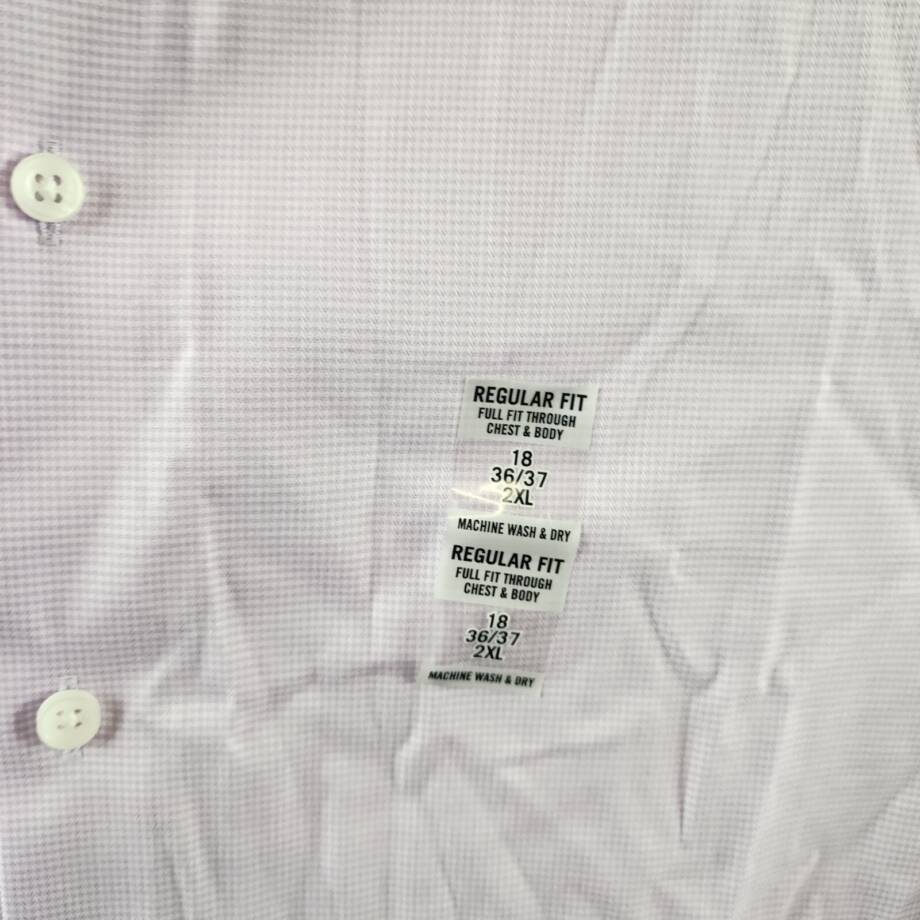 REGULAR FIT
FULL FIT THROUGH
CHEST & BODY
18
36/37
2XL
MACHINE WASH & DRY
REGULAR FIT
FULL FIT THROUGH
CHEST & BODY
18
36/37
2XL
MACHINE WASH & DRY